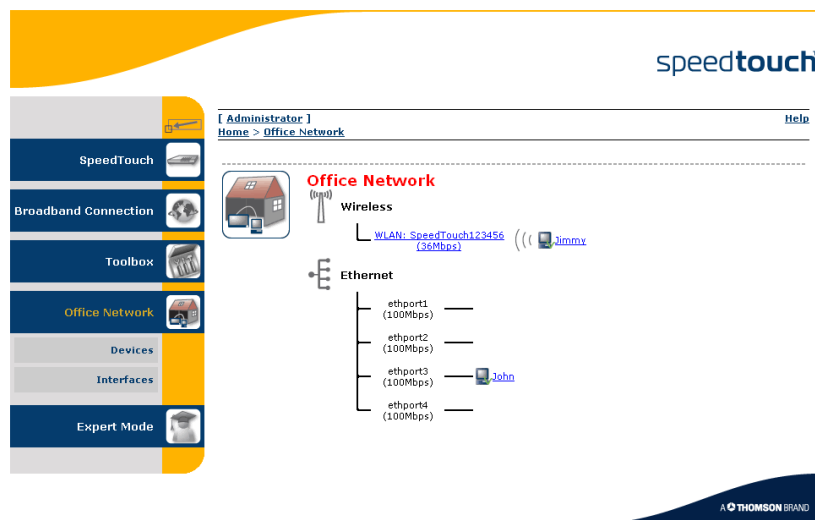 speedtouch
[ Administrator ]
Help
Home > Office Network
SpeedTouch
Broadband Connection
Toolbox
Office Network
Devices
Interfaces
Expert Mode
Office Network
Wireless
WLAN: SpeedTouch123456
(36Mbps)
Jimmy
Ethernet
ethport1
(100Mbps)
ethport2
(100Mbps)
ethport3
(100Mbps)
John
ethport4
(100Mbps)
A THOMSON BRAND